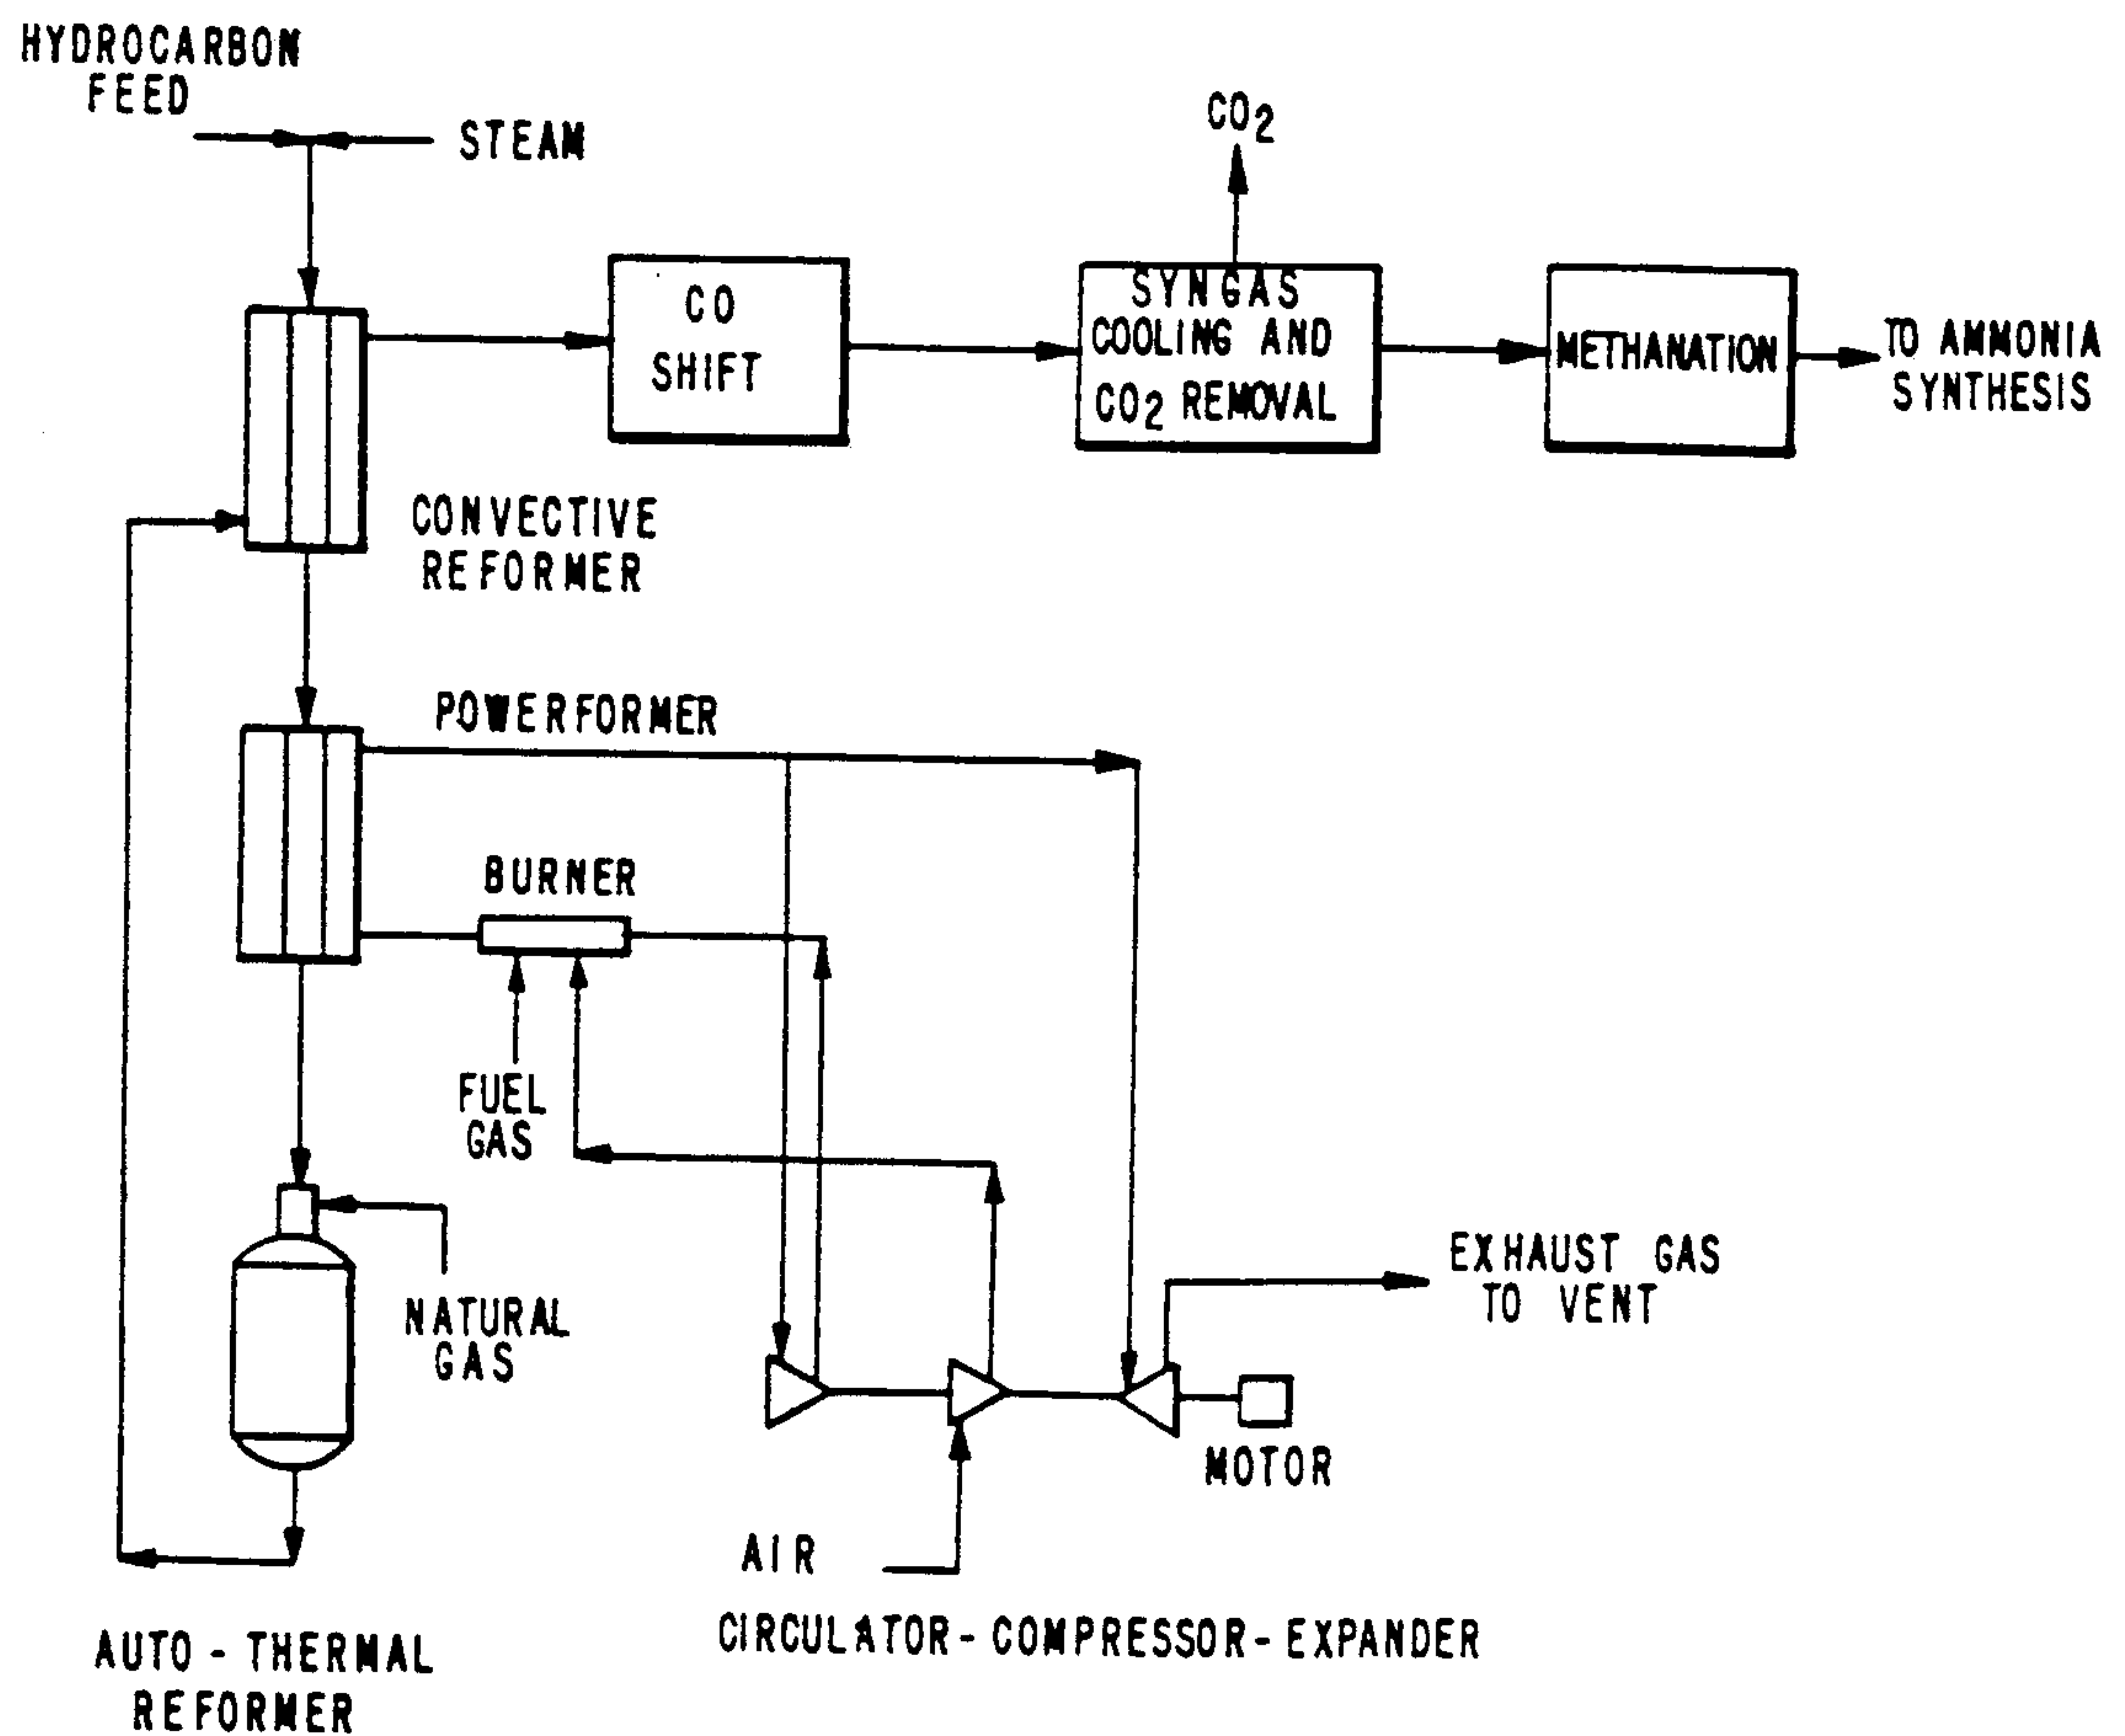 HYDROCARBON
FEED
STEAM
CO2
CO
SHIFT
SYNGAS
COOLING AND
CO2 REMOVAL
METHANATION
TO AMMONIA
SYNTHESIS
CONVECTIVE
REFORMER
POWERFORMER
BURNER
FUEL
GAS
NATURAL
GAS
EXHAUST GAS
TO VENT
MOTOR
AIR
CIRCULATOR-COMPRESSOR-EXPANDER
AUTO-THERMAL
REFORMER